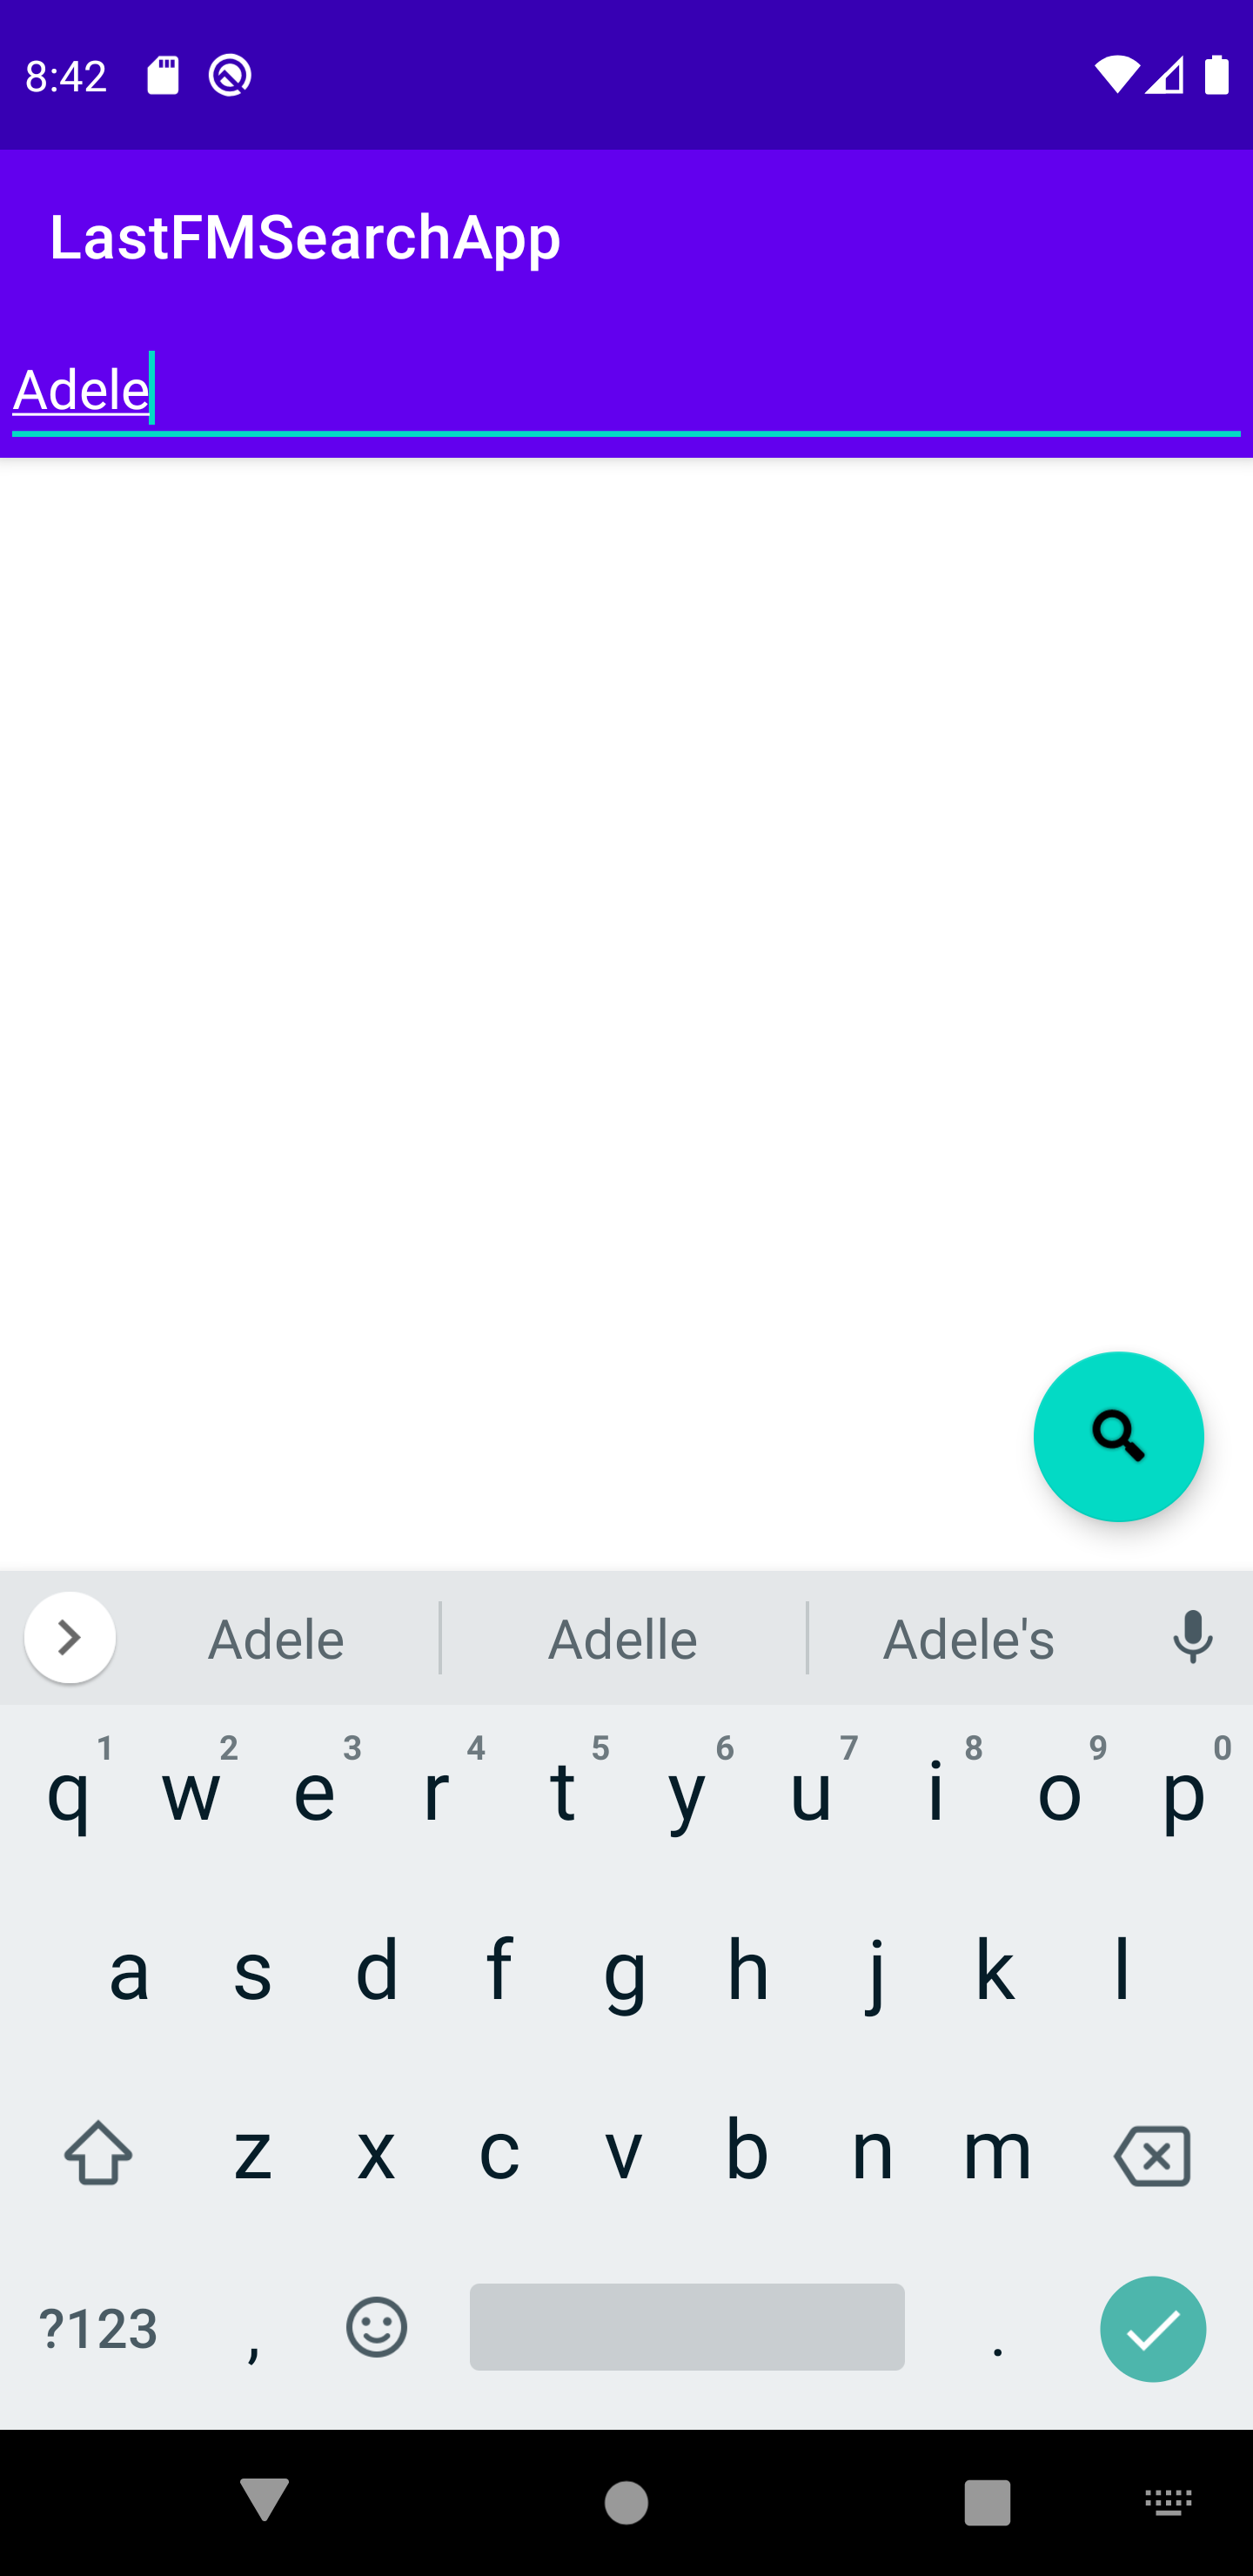 8:42
LastFMSearchApp
Adele
Adele Adelle Adele's
1 2 3 4 5 6 7 8 9 0
q w e r t y u i o p
a s d f g h j k l
z x c v b n m
?123 , .